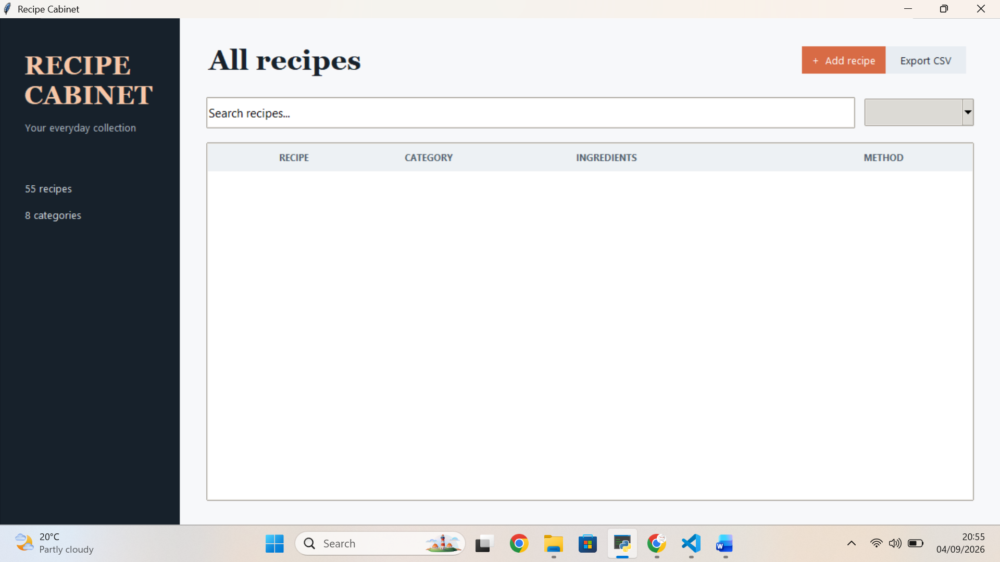 Recipe Cabinet
RECIPE
CABINET
Your everyday collection
55 recipes
8 categories
All recipes
+ Add recipe
Export CSV
Search recipes...
RECIPE CATEGORY INGREDIENTS METHOD
20°C
Partly cloudy
Search
20:55
04/09/2026